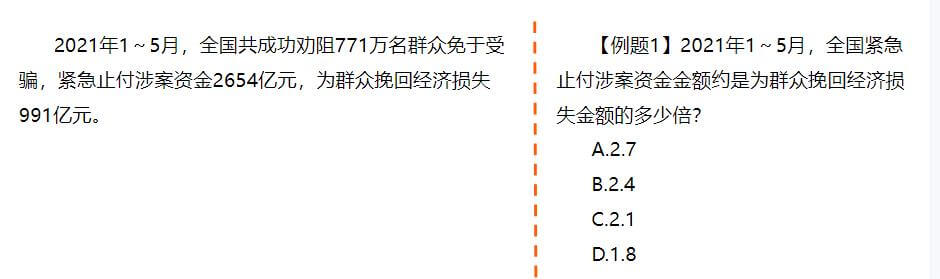 2021年1～5月，全国共成功劝阻771万名群众免于受
骗，紧急止付涉案资金2654亿元，为群众挽回经济损失
991亿元。
【例题1】2021年1～5月，全国紧急
止付涉案资金金额约是为群众挽回经济损
失金额的多少倍？
A.2.7
B.2.4
C.2.1
D.1.8